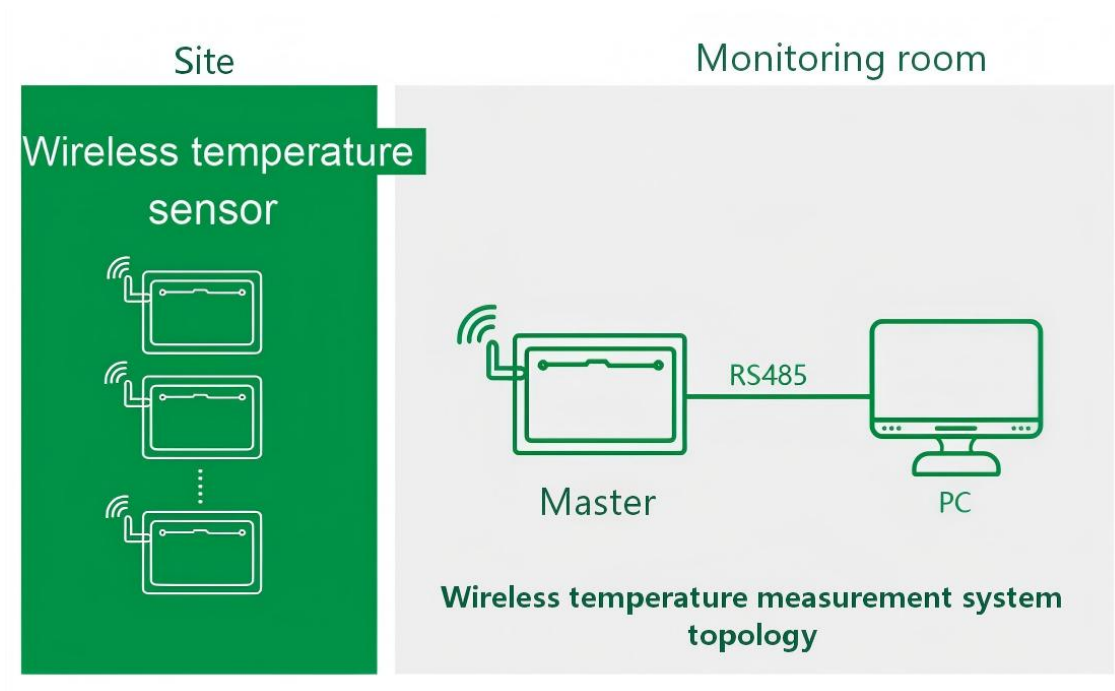 Site
Monitoring room
Wireless temperature
sensor
RS485
Master
PC
Wireless temperature measurement system
topology